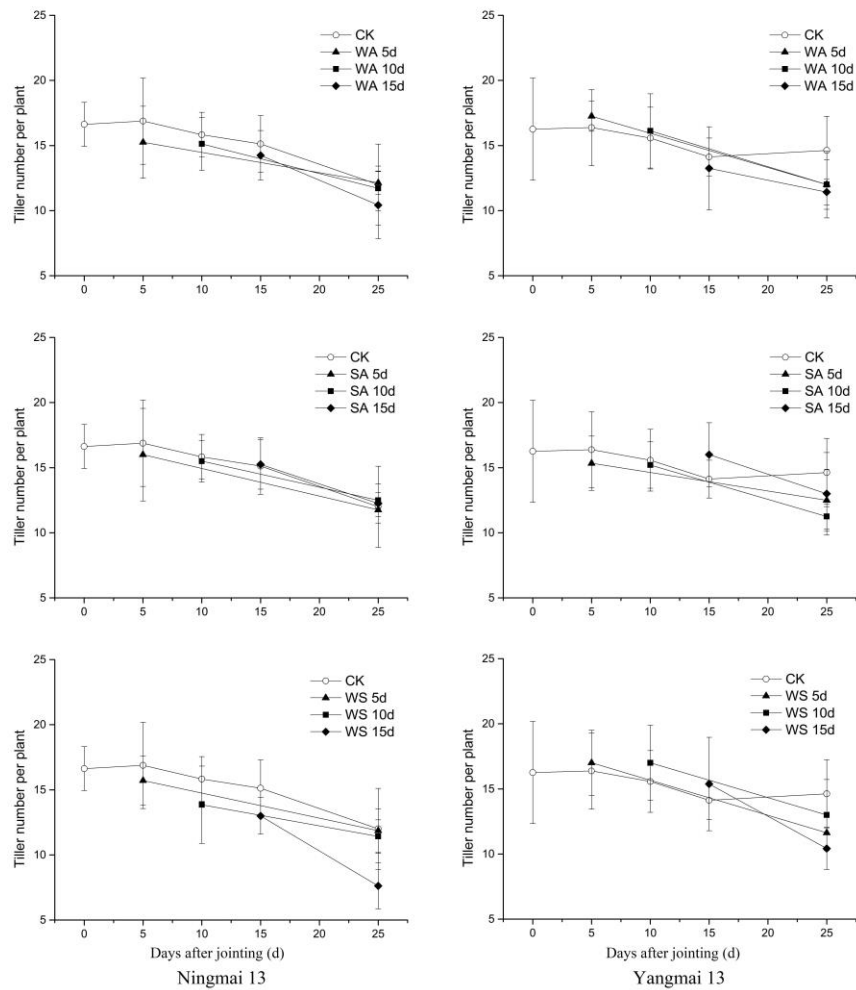 25
20
15
10
5
Tiller number per plant
CK
WA 5d
WA 10d
WA 15d
0 5 10 15 20 25
25
20
15
10
5
Tiller number per plant
CK
WA 5d
WA 10d
WA 15d
0 5 10 15 20 25
25
20
15
10
5
Tiller number per plant
CK
SA 5d
SA 10d
SA 15d
0 5 10 15 20 25
25
20
15
10
5
Tiller number per plant
CK
SA 5d
SA 10d
SA 15d
0 5 10 15 20 25
25
20
15
10
5
Tiller number per plant
CK
WS 5d
WS 10d
WS 15d
0 5 10 15 20 25
Days after jointing (d)
Ningmai 13
25
20
15
10
5
Tiller number per plant
CK
WS 5d
WS 10d
WS 15d
0 5 10 15 20 25
Days after jointing (d)
Yangmai 13